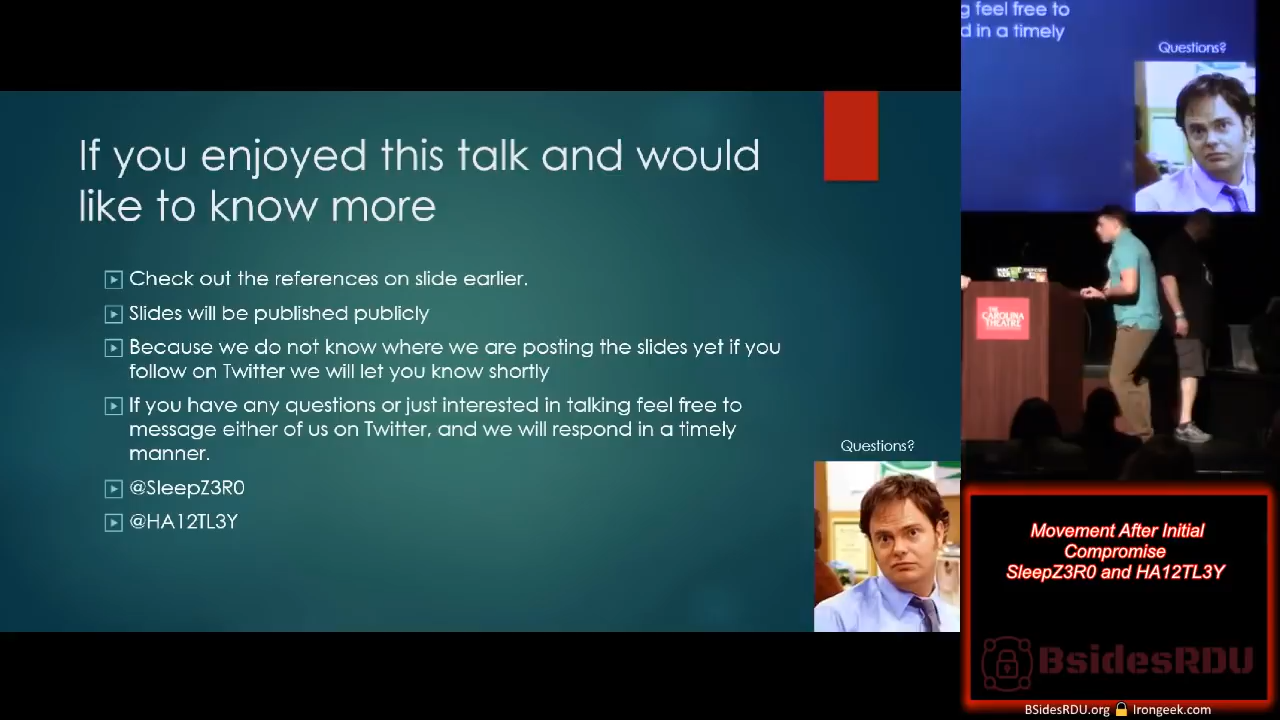 If you enjoyed this talk and would
like to know more
Check out the references on slide earlier.
Slides will be published publicly
Because we do not know where we are posting the slides yet if you
follow on Twitter we will let you know shortly
If you have any questions or just interested in talking feel free to
message either of us on Twitter, and we will respond in a timely
manner.
@SleepZ3R0
@HA12TL3Y
Questions?
g feel free to
d in a timely
Questions?
THE
CAROLINA
THEATRE
Movement After Initial
Compromise
SleepZ3R0 and HA12TL3Y
BsidesRDU
BSidesRDU.org Irongeek.com